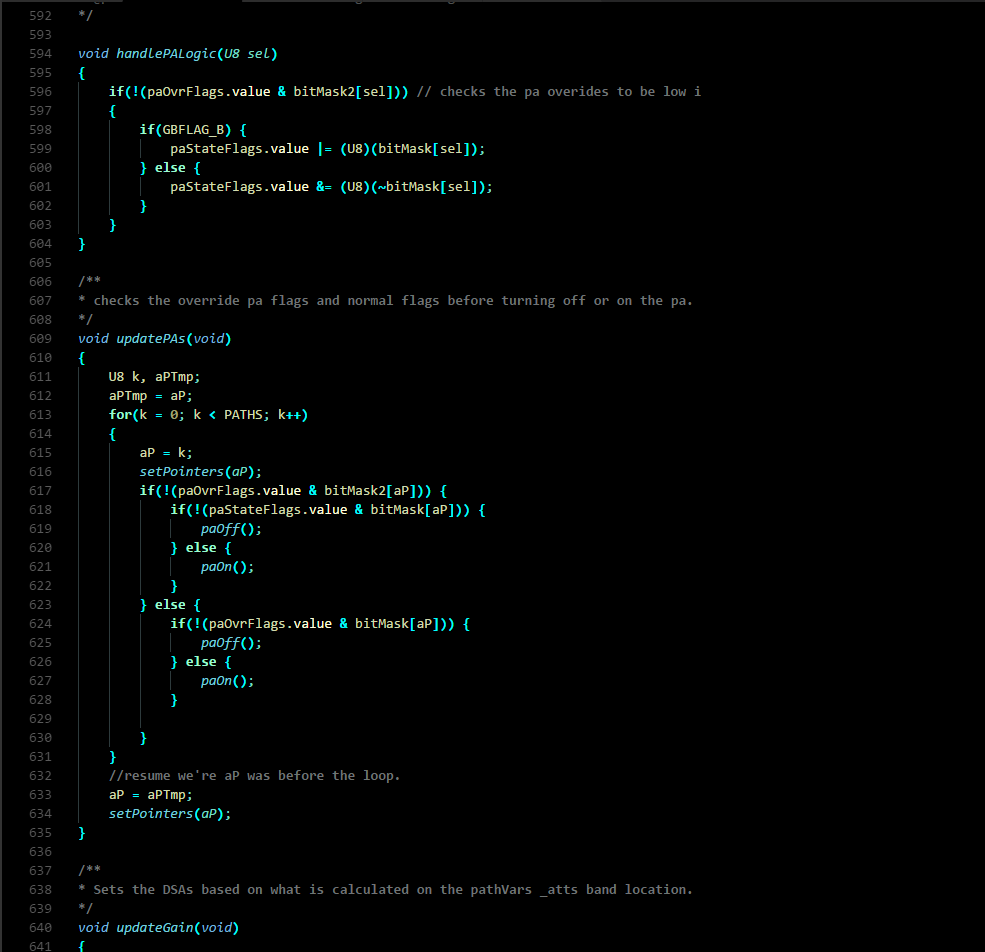 592 */
593
594 void handlePALogic(U8 sel)
595 {
596 if(!(paOvrFlags.value & bitMask2[sel])) // checks the pa overides to be low i
597 {
598 if(GBFLAG_B) {
599 paStateFlags.value |= (U8)(bitMask[sel]);
600 } else {
601 paStateFlags.value &= (U8)(~bitMask[sel]);
602 }
603 }
604 }
605
606 /**
607 * checks the override pa flags and normal flags before turning off or on the pa.
608 */
609 void updatePAs(void)
610 {
611 U8 k, aPTmp;
612 aPTmp = aP;
613 for(k = 0; k < PATHS; k++)
614 {
615 aP = k;
616 setPointers(aP);
617 if(!(paOvrFlags.value & bitMask2[aP])) {
618 if(!(paStateFlags.value & bitMask[aP])) {
619 paOff();
620 } else {
621 paOn();
622 }
623 } else {
624 if(!(paOvrFlags.value & bitMask[aP])) {
625 paOff();
626 } else {
627 paOn();
628 }
629
630 }
631 }
632 //resume we're aP was before the loop.
633 aP = aPTmp;
634 setPointers(aP);
635 }
636
637 /**
638 * Sets the DSAs based on what is calculated on the pathVars _atts band location.
639 */
640 void updateGain(void)
641 {